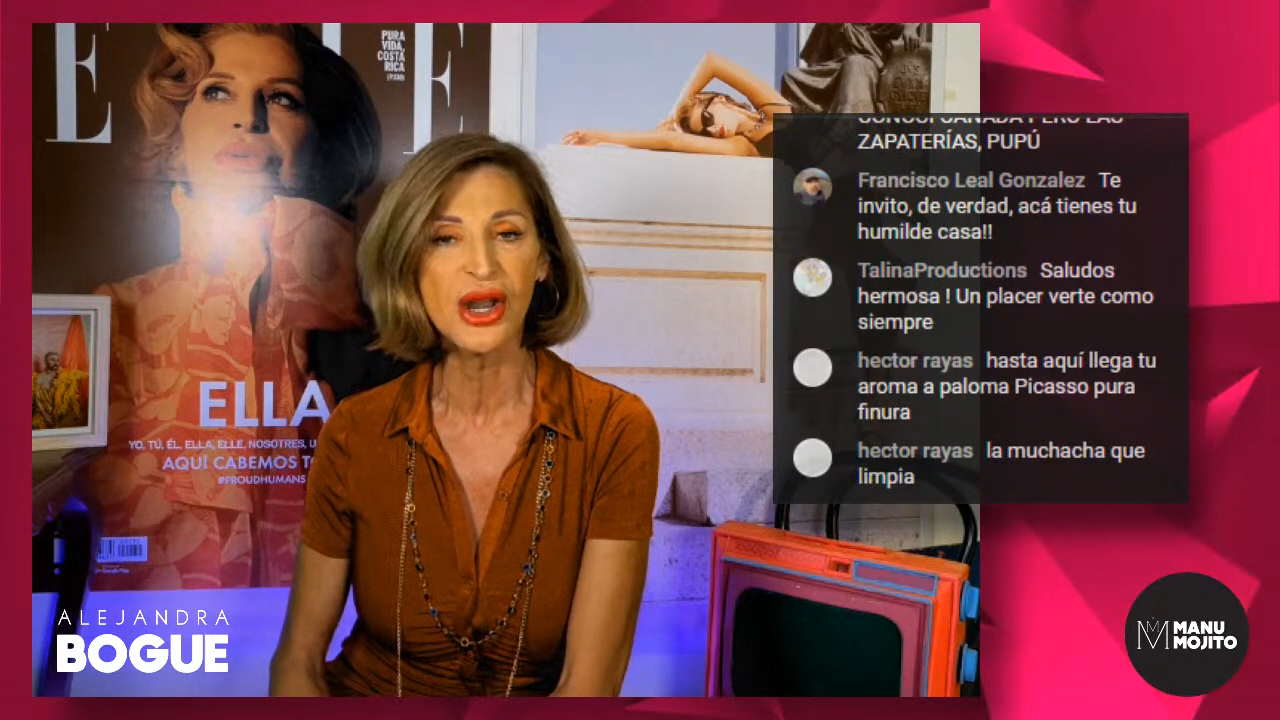 ELLE
PURA
VIDA,
COSTA
RICA
ELLA
YO, TÚ, ÉL, ELLA, ELLE, NOSOTRES, U
AQUÍ CABEMOS T
#PROUDHUMANS
ALEJANDRA
BOGUE
ZAPATERÍAS, PUPÚ
Francisco Leal Gonzalez Te
invito, de verdad, acá tienes tu
humilde casa!!
TalinaProductions Saludos
hermosa ! Un placer verte como
siempre
hector rayas hasta aquí llega tu
aroma a paloma Picasso pura
finura
hector rayas la muchacha que
limpia
M MANU
MOJITO